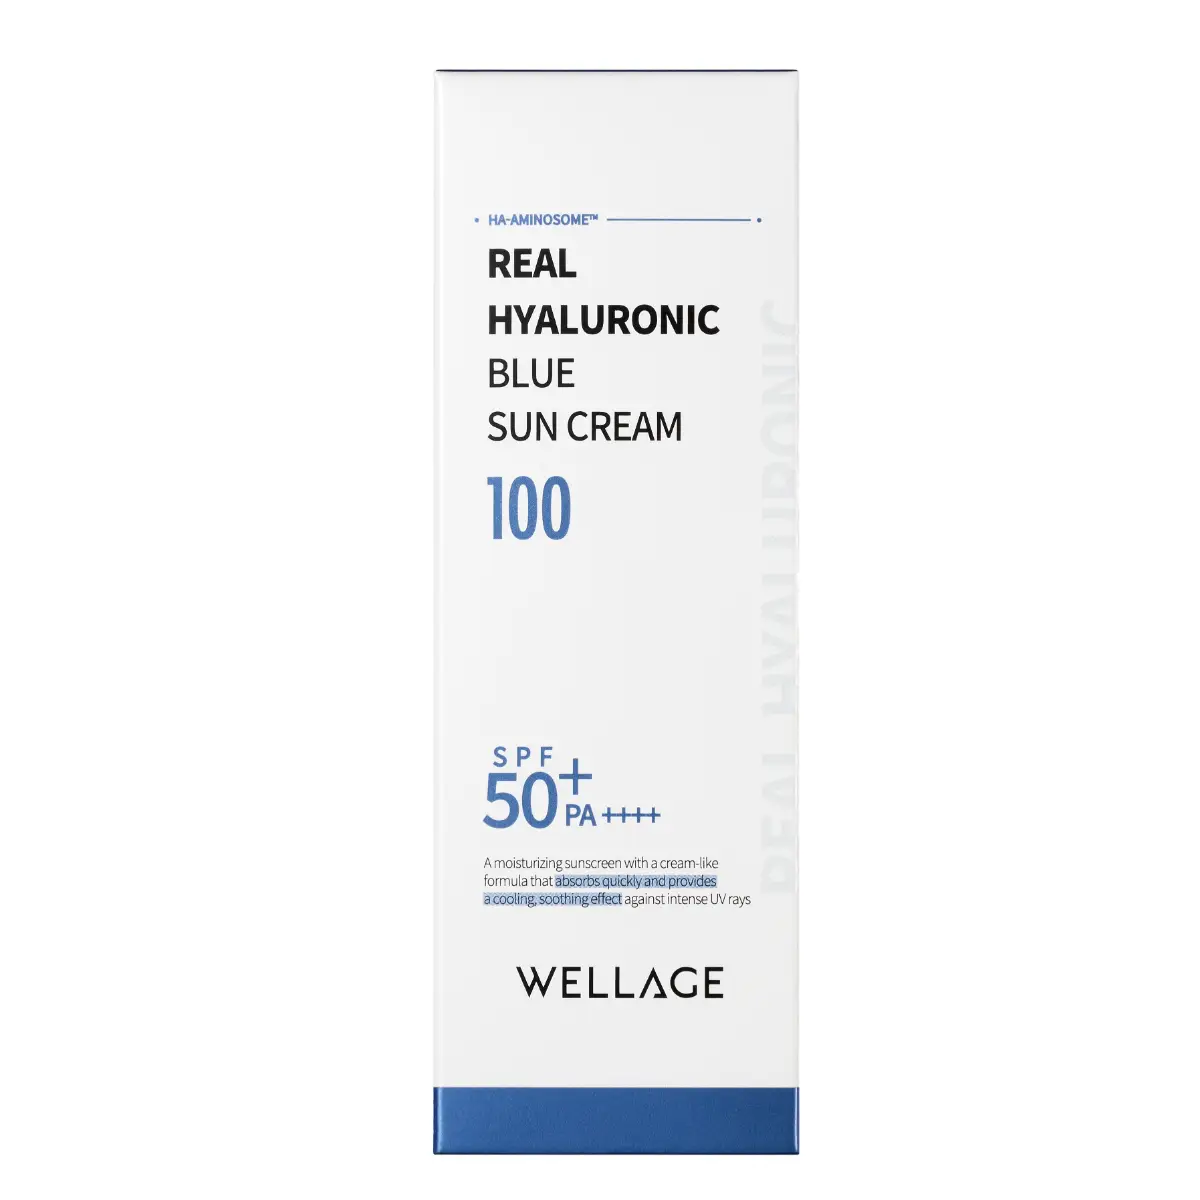 HA-AMINOSOME™
REAL
HYALURONIC
BLUE
SUN CREAM
100
SPF
50+
PA ++++
A moisturizing sunscreen with a cream-like
formula that absorbs quickly and provides
a cooling, soothing effect against intense UV rays
WELLAGE
REAL HYALURONIC